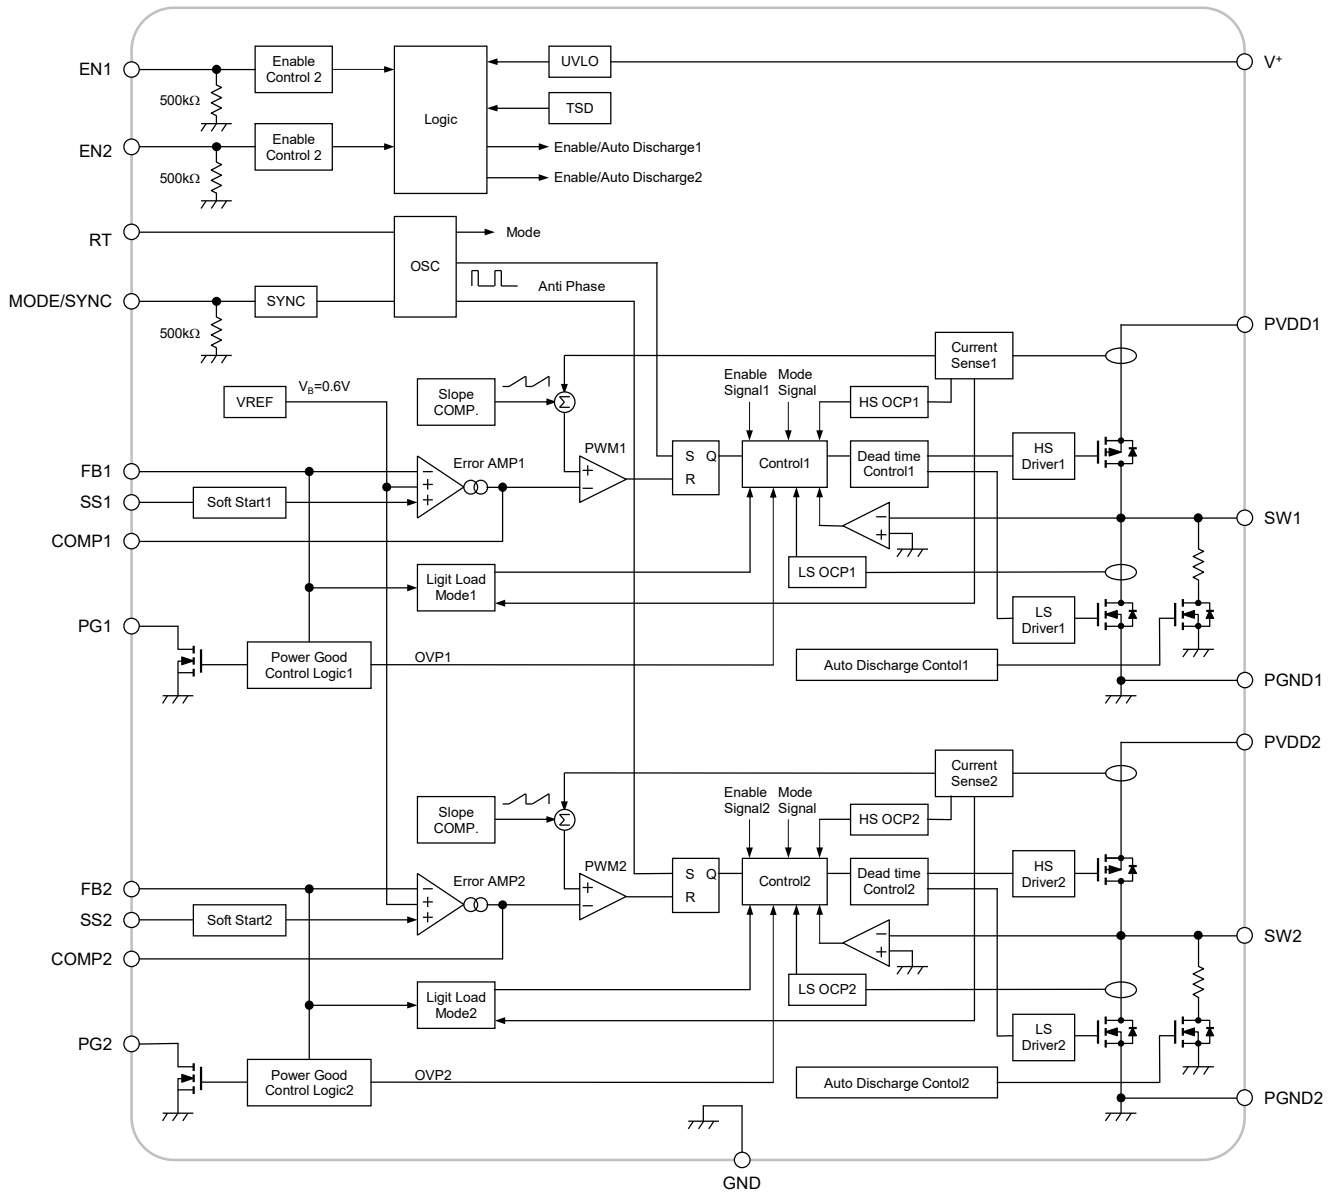 EN1
Enable
Control 2
500kΩ
EN2
Enable
Control 2
500kΩ
Logic
UVLO
TSD
Enable/Auto Discharge1
Enable/Auto Discharge2
V+
RT
OSC
Mode
Anti Phase
MODE/SYNC
SYNC
500kΩ
VREF
VB=0.6V
Slope
COMP.
Σ
Enable
Signal1
Mode
Signal
Current
Sense1
HS OCP1
PVDD1
FB1
SS1
COMP1
Soft Start1
Error AMP1
−
+
+
PWM1
+
−
S Q
R
Control1
Dead time
Control1
HS
Driver1
−
+
SW1
LS OCP1
Ligit Load
Mode1
LS
Driver1
PG1
Power Good
Control Logic1
OVP1
Auto Discharge Contol1
PGND1
PVDD2
Slope
COMP.
Σ
Enable
Signal2
Mode
Signal
Current
Sense2
HS OCP2
FB2
SS2
COMP2
Soft Start2
Error AMP2
−
+
+
PWM2
+
−
S Q
R
Control2
Dead time
Control2
HS
Driver2
−
+
SW2
LS OCP2
Ligit Load
Mode2
LS
Driver2
PG2
Power Good
Control Logic2
OVP2
Auto Discharge Contol2
PGND2
GND